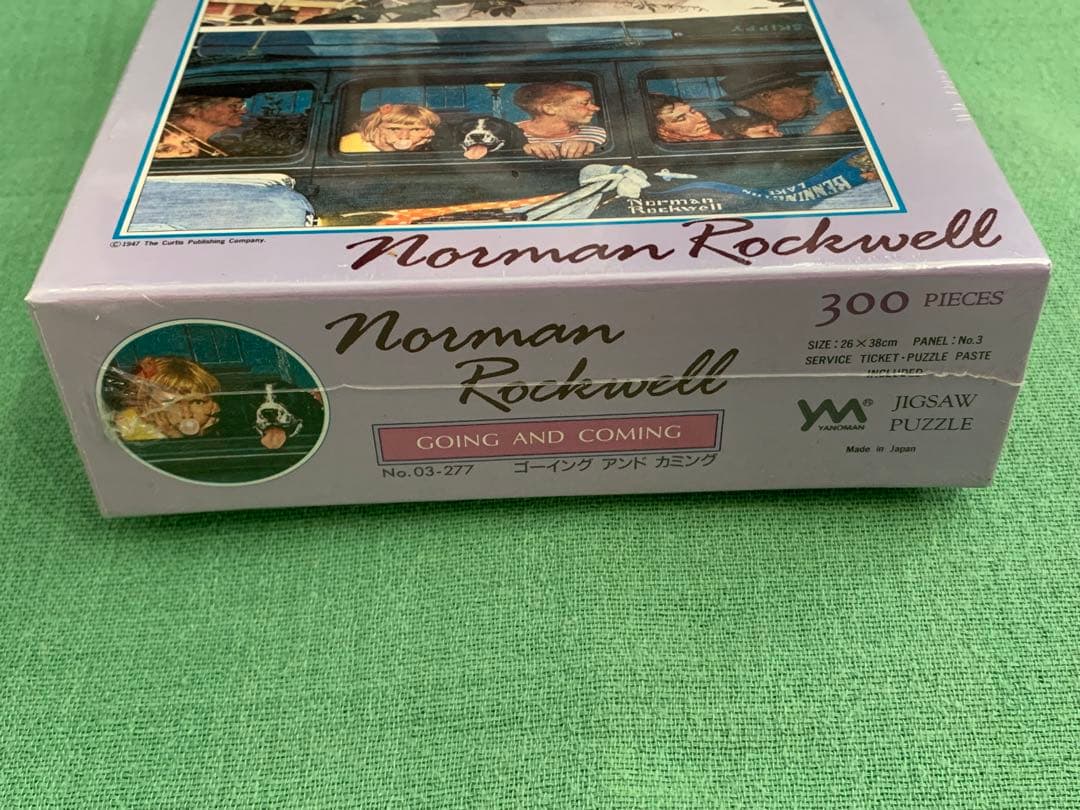 SKIPPY
BENNINGTON
LAKE
Norman
Rockwell
©1947 The Curtis Publishing Company.
Norman Rockwell
Norman
Rockwell
GOING AND COMING
No.03-277 ゴーイング アンド カミング
300 PIECES
SIZE:26×38cm PANEL:No.3
SERVICE TICKET·PUZZLE PASTE
INCLUDED
YM®
YANOMAN
JIGSAW
PUZZLE
Made in Japan